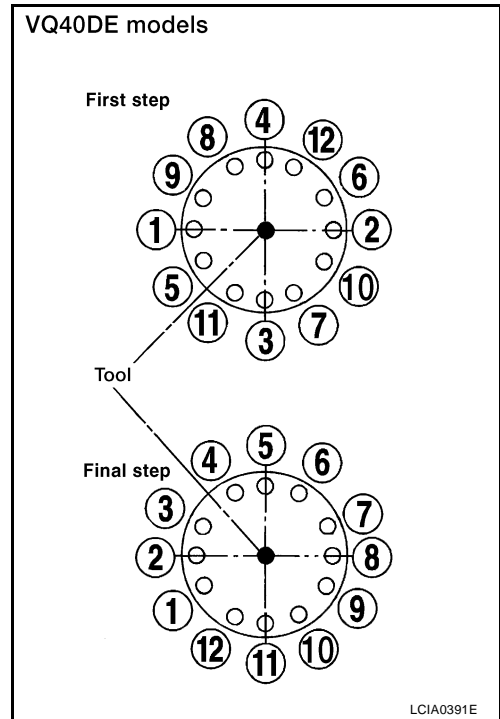 VQ40DE models
First step
4
8 12
9 6
1 2
5 10
11 7
3
Tool
Final step
5
4 6
3 7
2 8
1 9
12 10
11
LCIA0391E